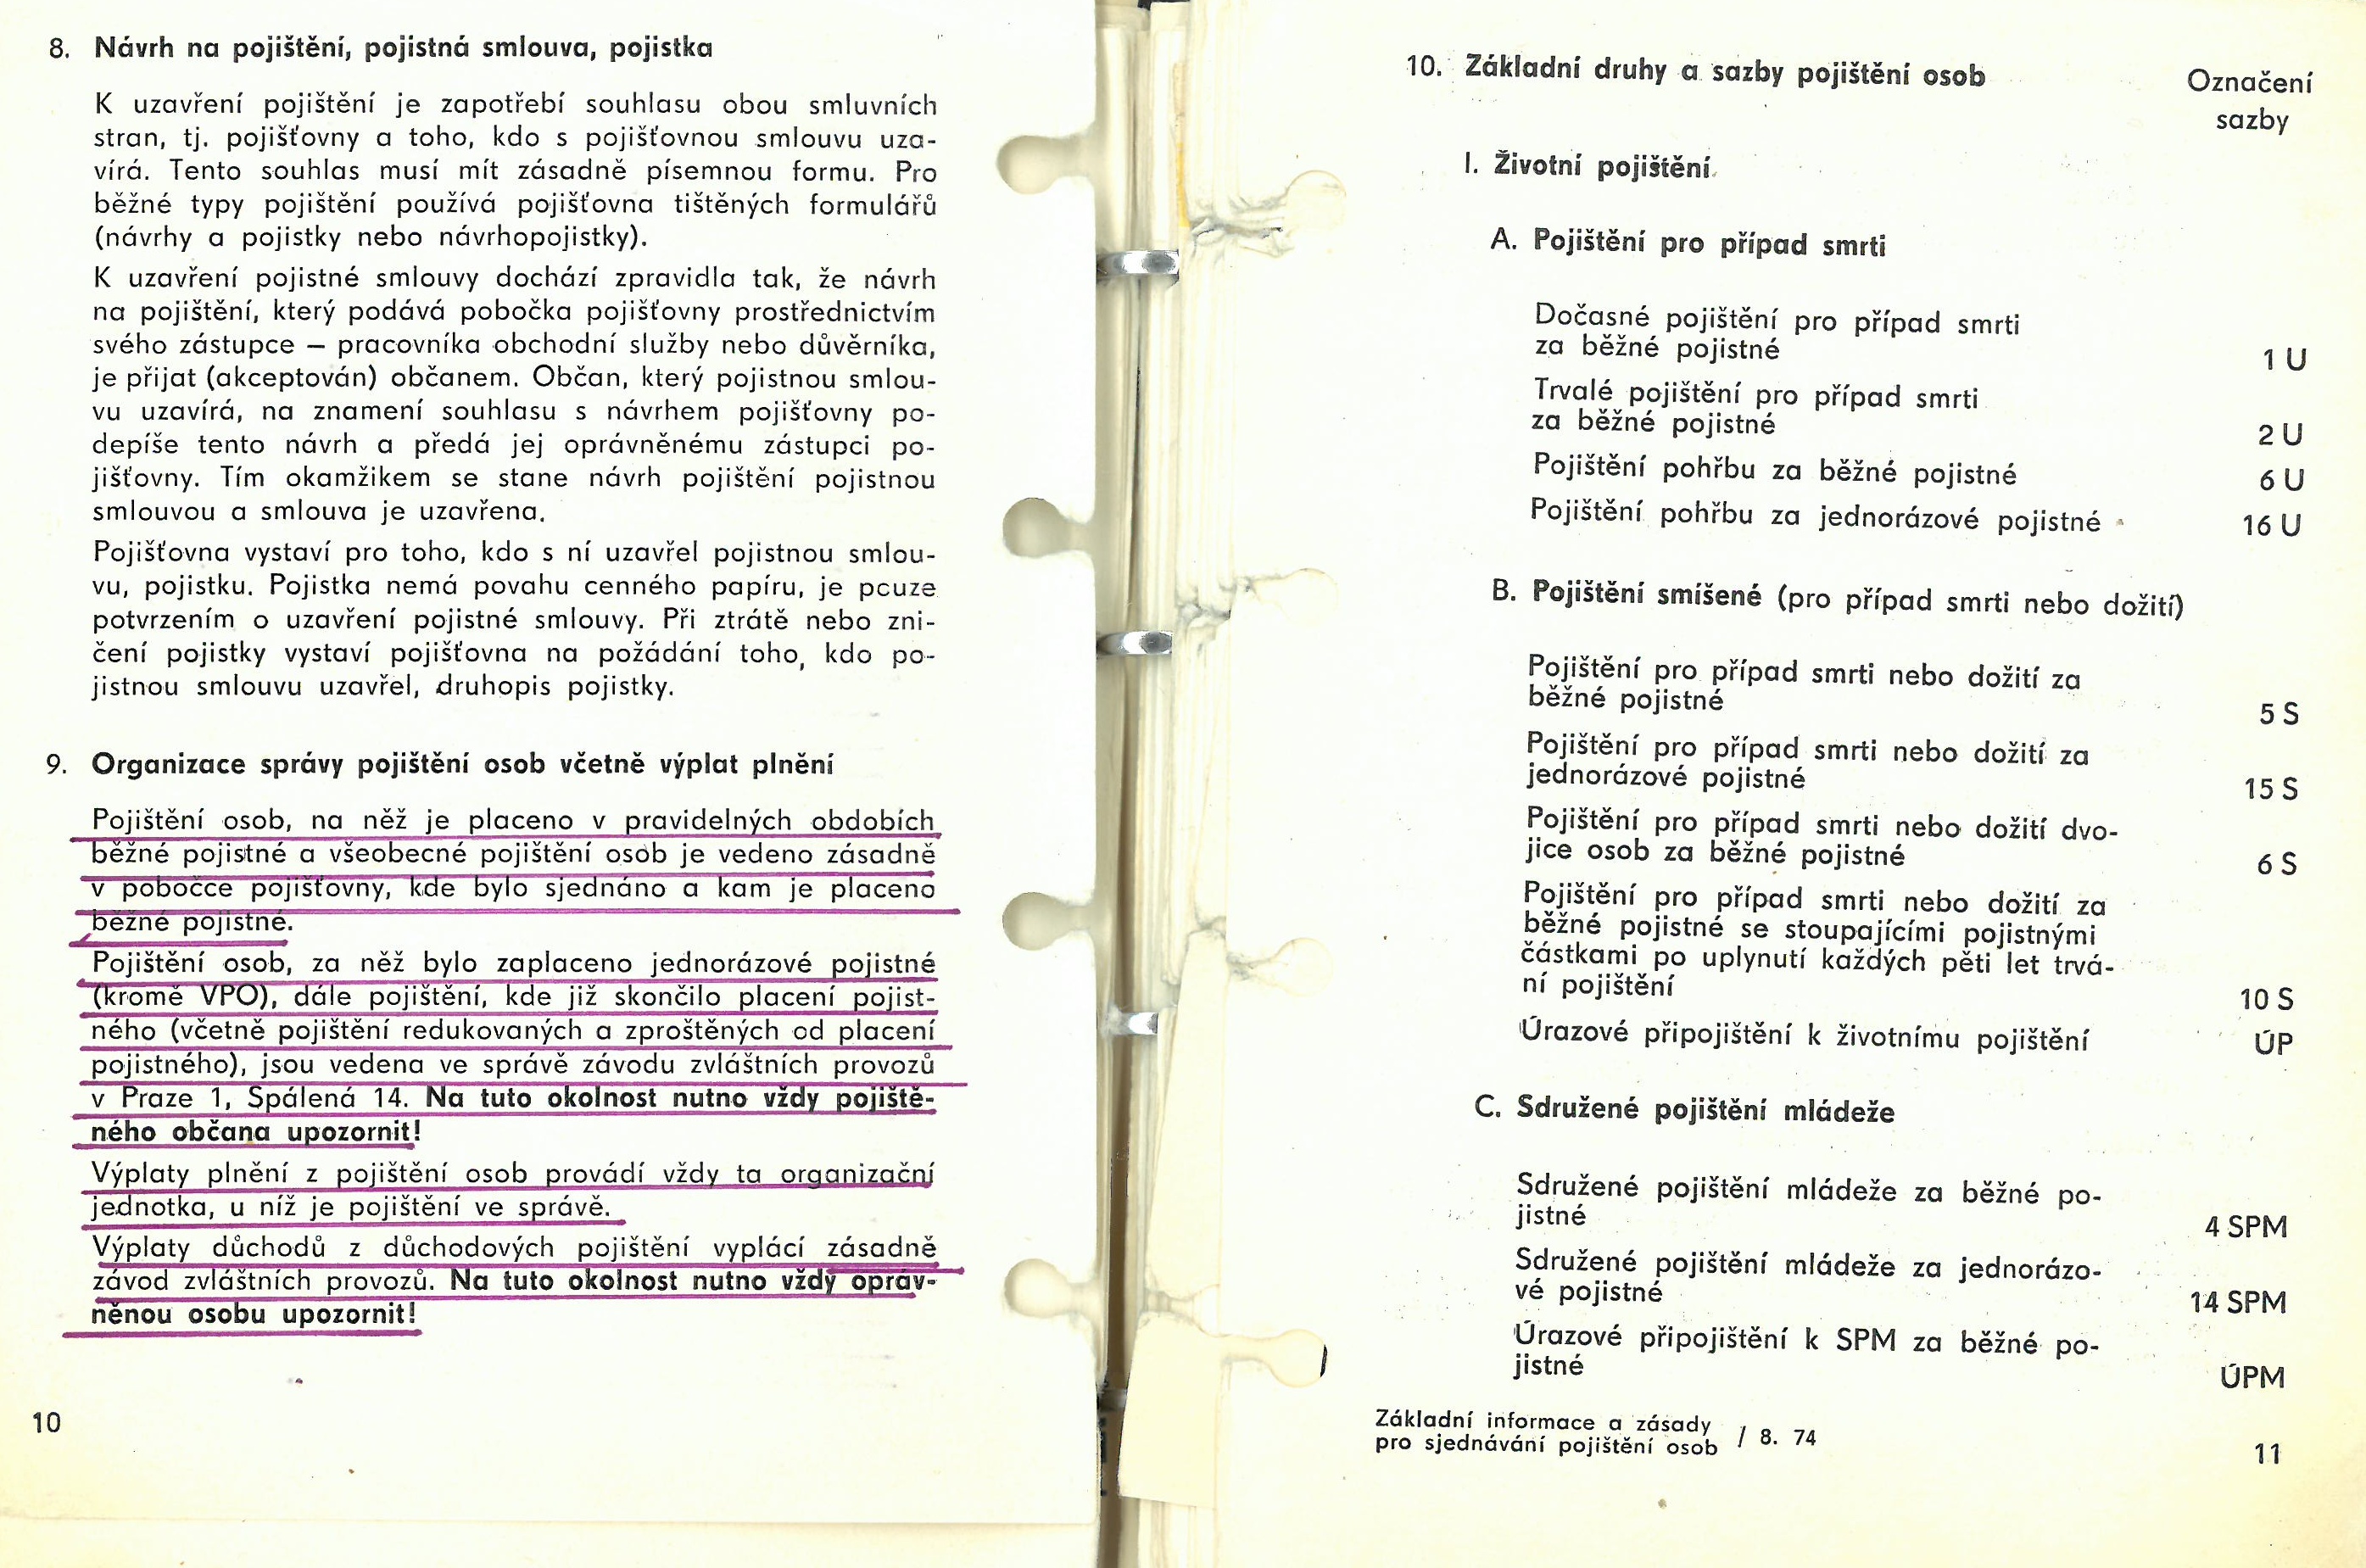 8. Návrh na pojištění, pojistná smlouva, pojistka
K uzavření pojištění je zapotřebí souhlasu obou smluvních
stran, tj. pojišťovny a toho, kdo s pojišťovnou smlouvu uza-
vírá. Tento souhlas musí mít zásadně písemnou formu. Pro
běžné typy pojištění používá pojišťovna tištěných formulářů
(návrhy a pojistky nebo návrhopojistky).
K uzavření pojistné smlouvy dochází zpravidla tak, že návrh
na pojištění, který podává pobočka pojišťovny prostřednictvím
svého zástupce – pracovníka obchodní služby nebo důvěrníka,
je přijat (akceptován) občanem. Občan, který pojistnou smlou-
vu uzavírá, na znamení souhlasu s návrhem pojišťovny po-
depíše tento návrh a předá jej oprávněnému zástupci po-
jišťovny. Tím okamžikem se stane návrh pojištění pojistnou
smlouvou a smlouva je uzavřena.
Pojišťovna vystaví pro toho, kdo s ní uzavřel pojistnou smlou-
vu, pojistku. Pojistka nemá povahu cenného papíru, je pouze
potvrzením o uzavření pojistné smlouvy. Při ztrátě nebo zni-
čení pojistky vystaví pojišťovna na požádání toho, kdo po-
jistnou smlouvu uzavřel, druhopis pojistky.
9. Organizace správy pojištění osob včetně výplat plnění
Pojištění osob, na něž je placeno v pravidelných obdobích
běžné pojistné a všeobecné pojištění osob je vedeno zásadně
v pobočce pojišťovny, kde bylo sjednáno a kam je placeno
běžné pojistné.
Pojištění osob, za něž bylo zaplaceno jednorázové pojistné
(kromě VPO), dále pojištění, kde již skončilo placení pojist-
ného (včetně pojištění redukovaných a zproštěných od placení
pojistného), jsou vedena ve správě závodu zvláštních provozů
v Praze 1, Spálená 14. Na tuto okolnost nutno vždy pojiště-
ného občana upozornit!
Výplaty plnění z pojištění osob provádí vždy ta organizační
jednotka, u níž je pojištění ve správě.
Výplaty důchodů z důchodových pojištění vyplácí zásadně
závod zvláštních provozů. Na tuto okolnost nutno vždy opráv-
něnou osobu upozornit!
10
10. Základní druhy a sazby pojištění osob
Označení
sazby
I. Životní pojištění
A. Pojištění pro případ smrti
Dočasné pojištění pro případ smrti
za běžné pojistné 1 U
Trvalé pojištění pro případ smrti
za běžné pojistné 2 U
Pojištění pohřbu za běžné pojistné 6 U
Pojištění pohřbu za jednorázové pojistné 16 U
B. Pojištění smíšené (pro případ smrti nebo dožití)
Pojištění pro případ smrti nebo dožití za
běžné pojistné 5 S
Pojištění pro případ smrti nebo dožití za
jednorázové pojistné 15 S
Pojištění pro případ smrti nebo dožití dvo-
jice osob za běžné pojistné 6 S
Pojištění pro případ smrti nebo dožití za
běžné pojistné se stoupajícími pojistnými
částkami po uplynutí každých pěti let trvá-
ní pojištění 10 S
Úrazové připojištění k životnímu pojištění ÚP
C. Sdružené pojištění mládeže
Sdružené pojištění mládeže za běžné po-
jistné 4 SPM
Sdružené pojištění mládeže za jednorázo-
vé pojistné 14 SPM
Úrazové připojištění k SPM za běžné po-
jistné ÚPM
Základní informace a zásady
pro sjednávání pojištění osob / 8. 74
11